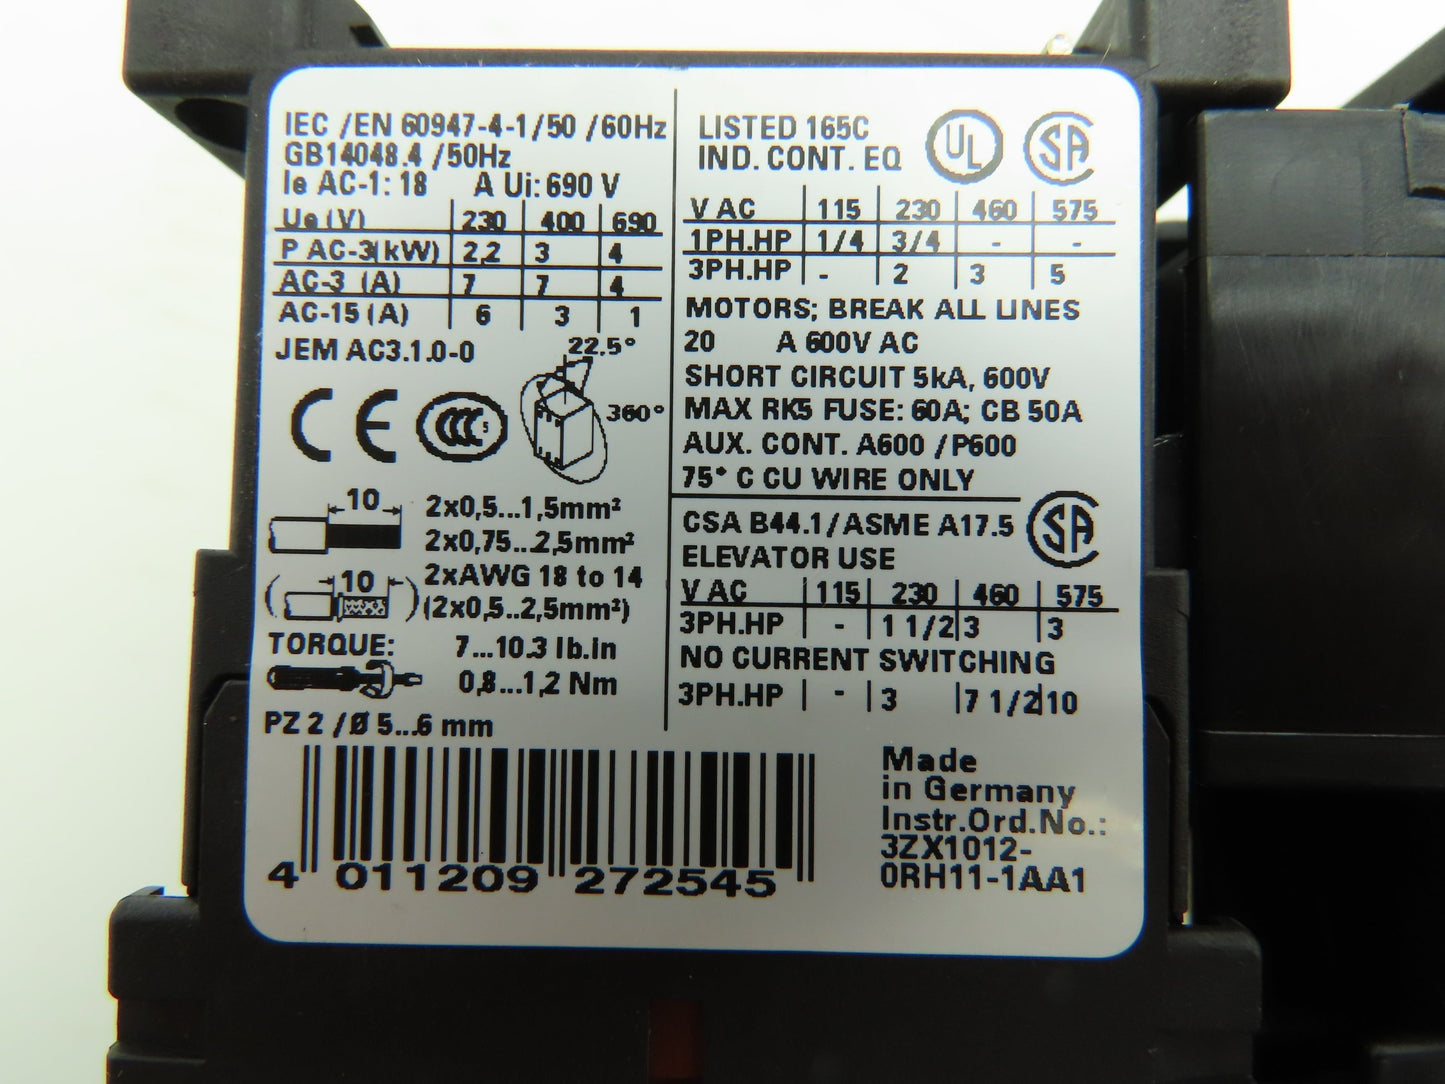 IEC /EN 60947-4-1/50 /60Hz
GB14048.4 /50Hz
Ie AC-1: 18 A Ui: 690 V
Ue (V) 230 400 690
P AC-3(kW) 2,2 3 4
AC-3 (A) 7 7 4
AC-15 (A) 6 3 1
JEM AC3.1.0-0
22.5°
360°
CE CCC S
10
2x0,5...1,5mm²
2x0,75...2,5mm²
10
2xAWG 18 to 14
(2x0,5..2,5mm²)
TORQUE: 7...10.3 lb.in
0,8...1,2 Nm
PZ 2 /Ø 5...6 mm
LISTED 165C
IND. CONT. EQ
UL SA
V AC 115 230 460 575
1PH.HP 1/4 3/4 - -
3PH.HP - 2 3 5
MOTORS; BREAK ALL LINES
20 A 600V AC
SHORT CIRCUIT 5kA, 600V
MAX RK5 FUSE: 60A; CB 50A
AUX. CONT. A600 /P600
75° C CU WIRE ONLY
CSA B44.1/ASME A17.5
ELEVATOR USE
SA
V AC 115 230 460 575
3PH.HP - 1 1/2 3 3
NO CURRENT SWITCHING
3PH.HP - 3 7 1/2 10
4 011209 272545
Made
in Germany
Instr.Ord.No.:
3ZX1012-
0RH11-1AA1